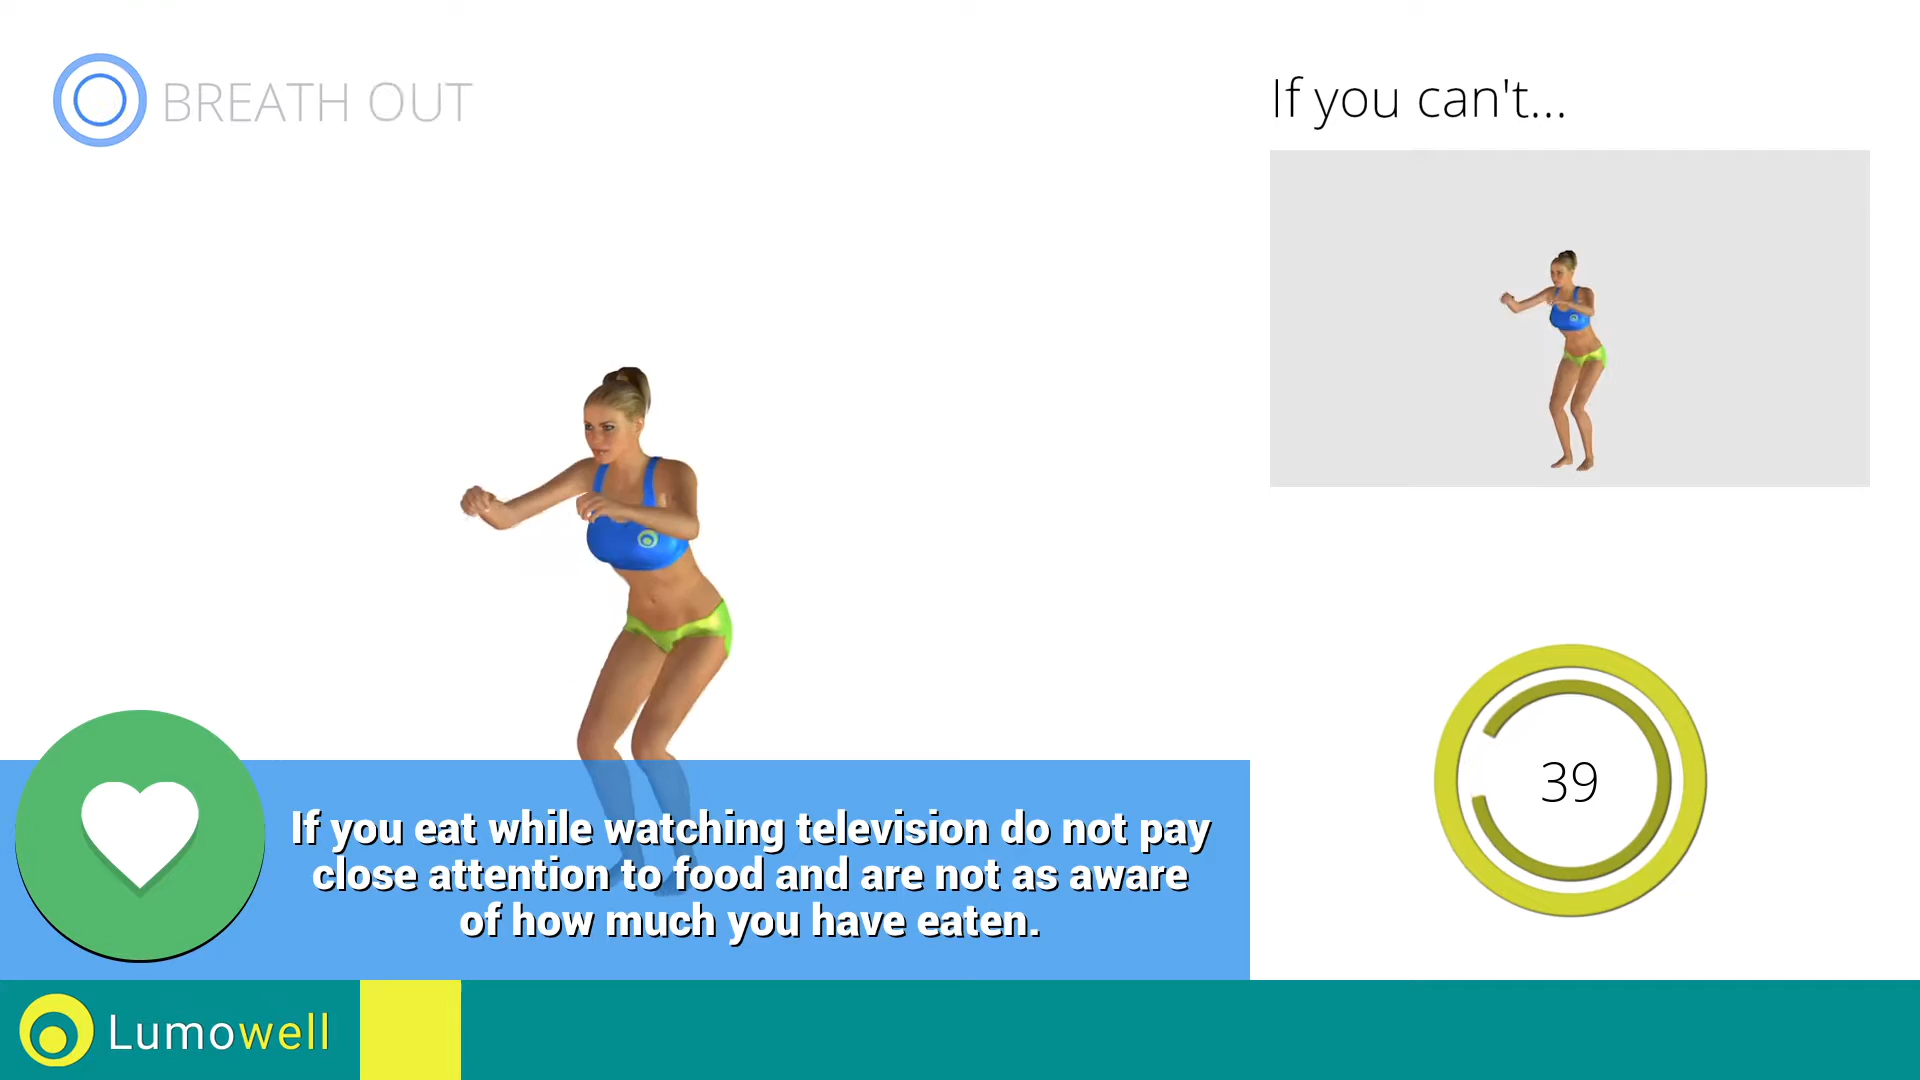 BREATH OUT
If you can't...
39
If you eat while watching television do not pay
close attention to food and are not as aware
of how much you have eaten.
Lumowell